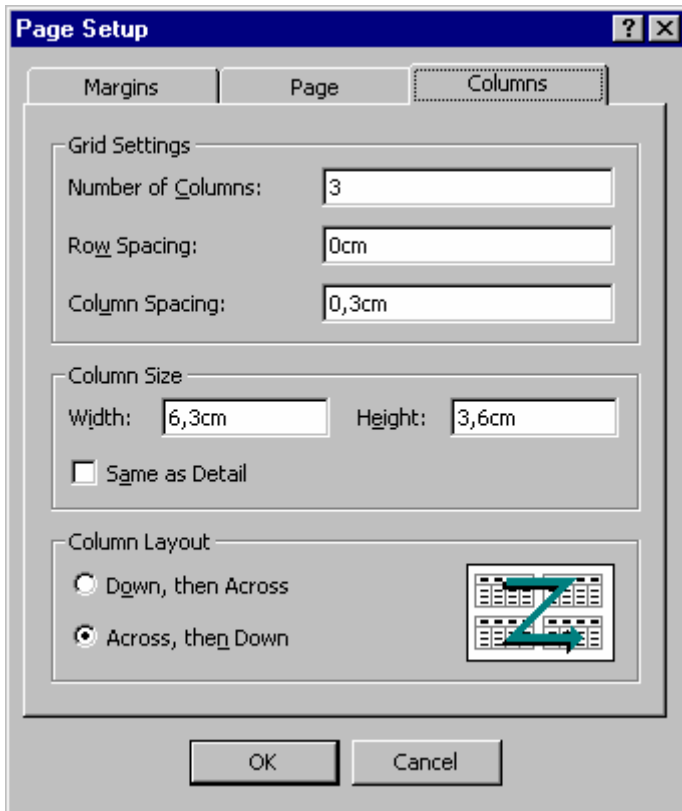 Page Setup
Margins Page Columns
Grid Settings
Number of Columns: 3
Row Spacing: 0cm
Column Spacing: 0,3cm
Column Size
Width: 6,3cm Height: 3,6cm
Same as Detail
Column Layout
Down, then Across
Across, then Down
OK Cancel